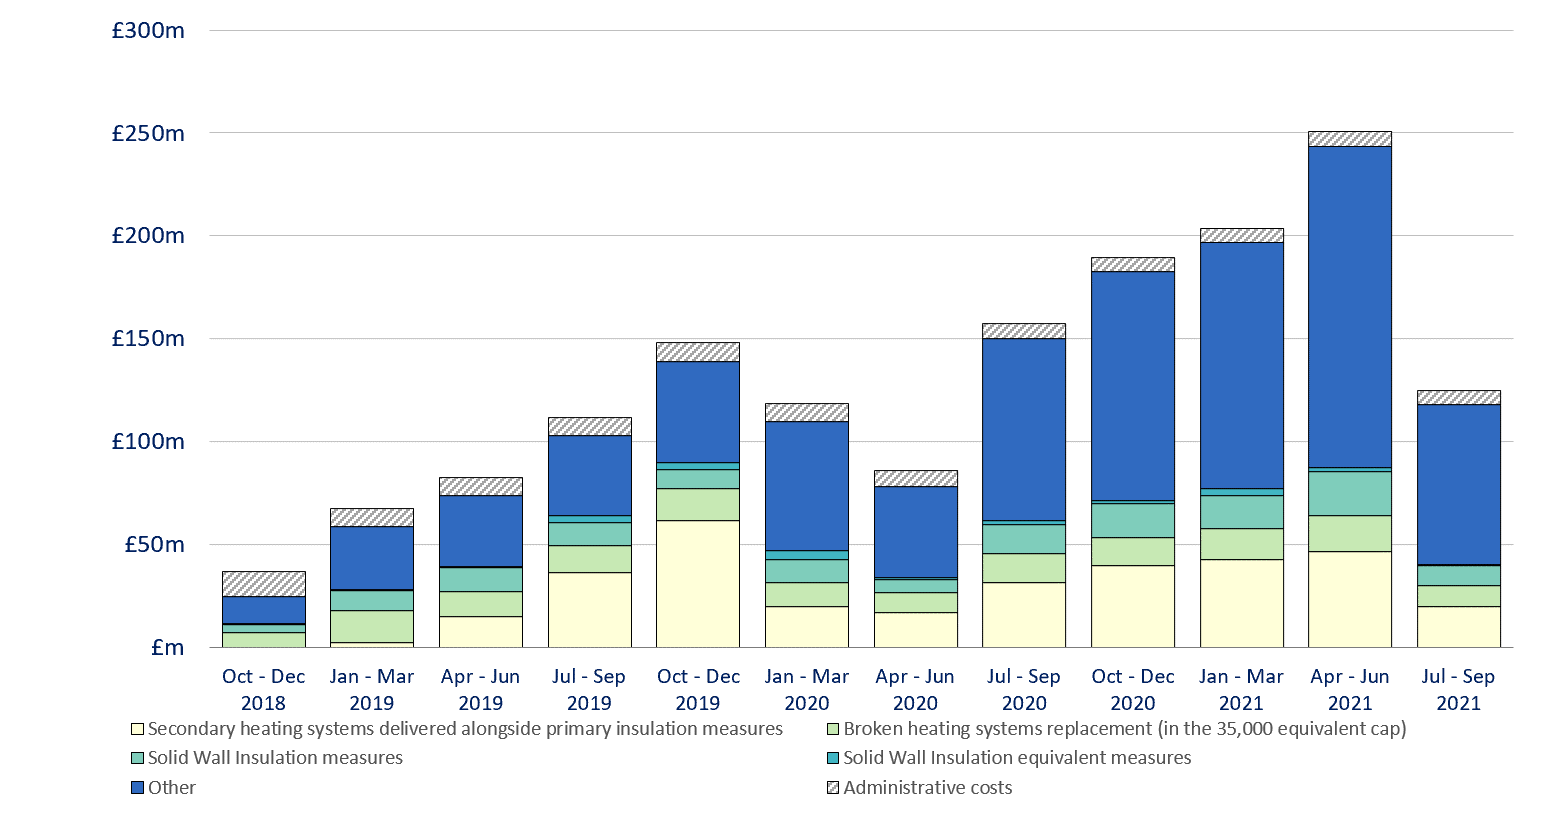 £300m
£250m
£200m
£150m
£100m
£50m
£m
Oct - Dec Jan - Mar Apr - Jun Jul - Sep Oct - Dec Jan - Mar Apr - Jun Jul - Sep Oct - Dec Jan - Mar Apr - Jun Jul - Sep
2018 2019 2019 2019 2019 2020 2020 2020 2020 2021 2021 2021
Secondary heating systems delivered alongside primary insulation measures Broken heating systems replacement (in the 35,000 equivalent cap)
Solid Wall Insulation measures Solid Wall Insulation equivalent measures
Other Administrative costs